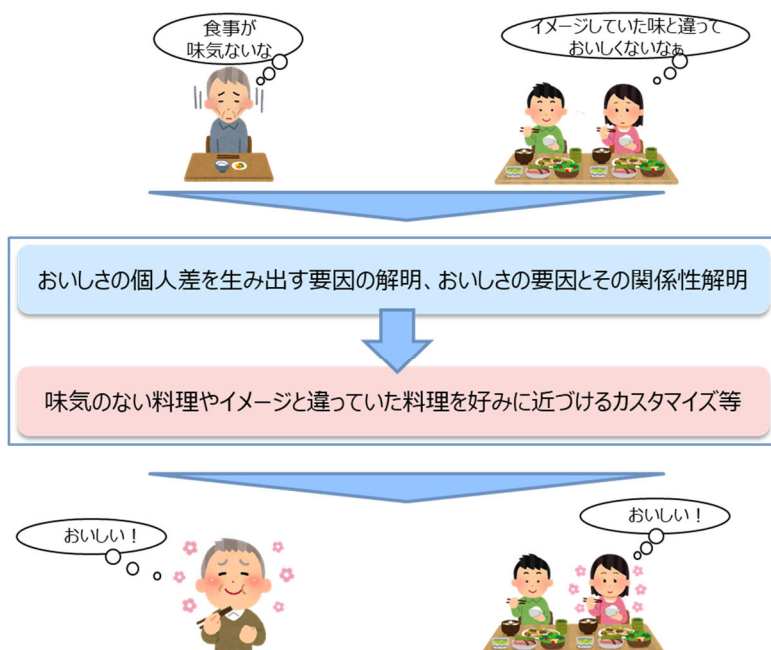 食事が
味気ないな
イメージしていた味と違って
おいしくないなぁ
おいしさの個人差を生み出す要因の解明、おいしさの要因とその関係性解明
味気のない料理やイメージと違っていた料理を好みに近づけるカスタマイズ等
おいしい！
おいしい！